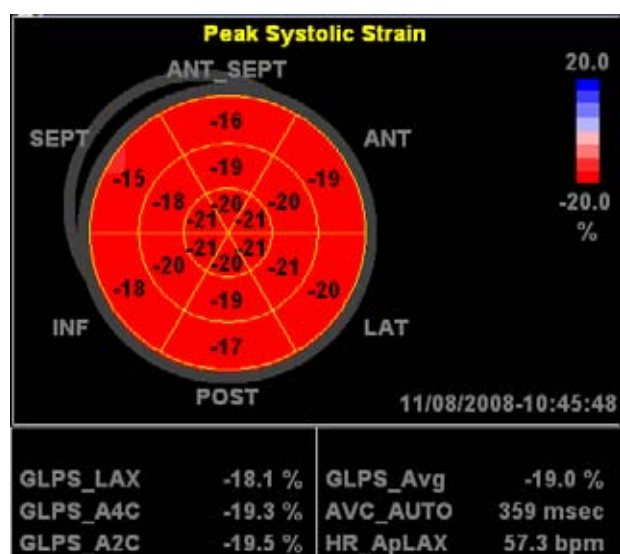 Peak Systolic Strain
ANT_SEPT
20.0
SEPT
-16
ANT
-15
-19
-19
-18
-20
-20
-20.0
-21
-21
%
-21
-21
-20
-20
-21
-18
-19
-20
INF
-17
LAT
POST
11/08/2008-10:45:48
GLPS_LAX -18.1 % GLPS_Avg -19.0 %
GLPS_A4C -19.3 % AVC_AUTO 359 msec
GLPS_A2C -19.5 % HR_ApLAX 57.3 bpm